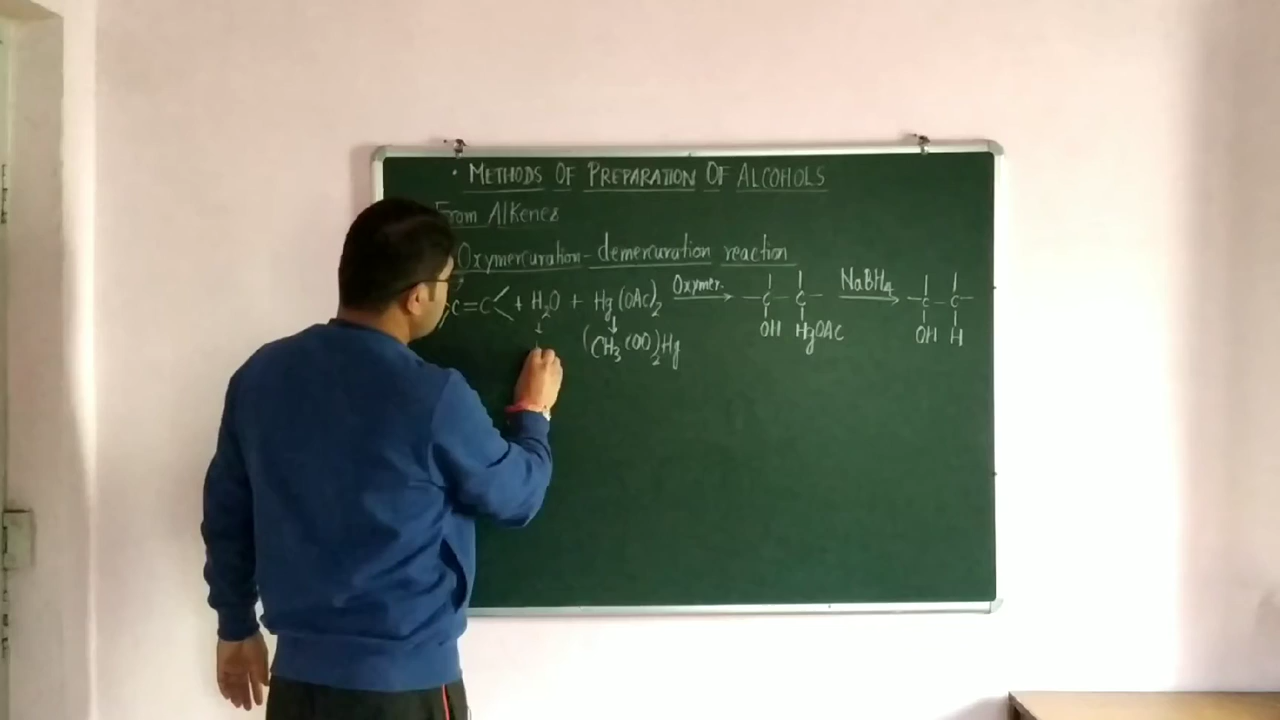 • METHODS OF PREPARATION OF ALCOHOLS
From Alkenes
Oxymercuration-demercuration reaction
C=C + H₂O + Hg(OAc)₂ Oxymer. → -C-C- NaBH₄ → -C-C-
OH HgOAc OH H
(CH₃COO)₂Hg